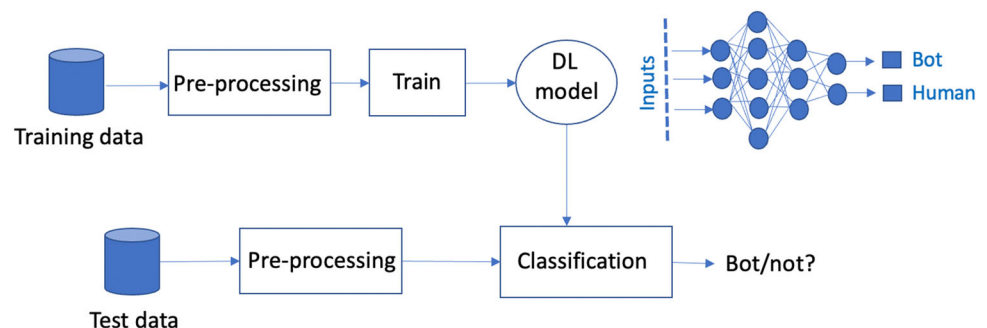 Training data
Pre-processing
Train
DL
model
Inputs
Bot
Human
Test data
Pre-processing
Classification
Bot/not?